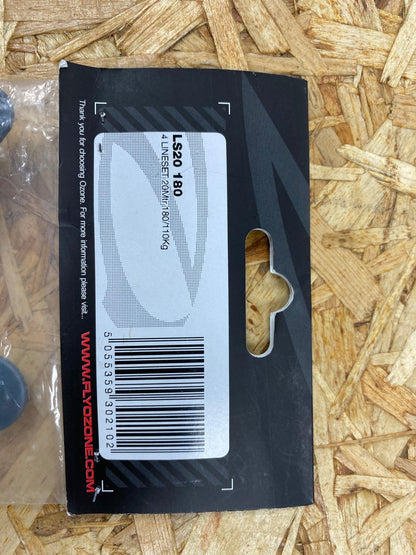 LS20 180
4 LINESET/20Mtr,180/110Kg
5 055359 302102
Thank you for choosing Ozone. For more information please visit...
WWW.FLYOZONE.COM